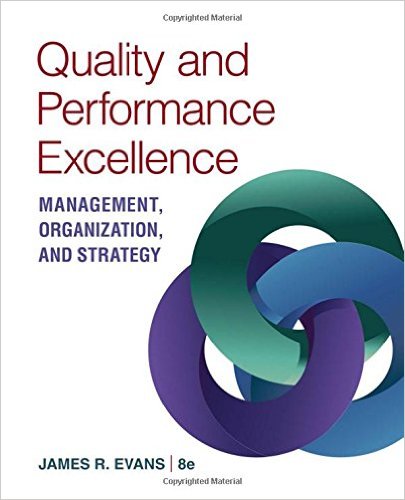 Copyrighted Material
Quality and
Performance
Excellence
MANAGEMENT,
ORGANIZATION,
AND STRATEGY
JAMES R. EVANS | 8e
Copyrighted Material